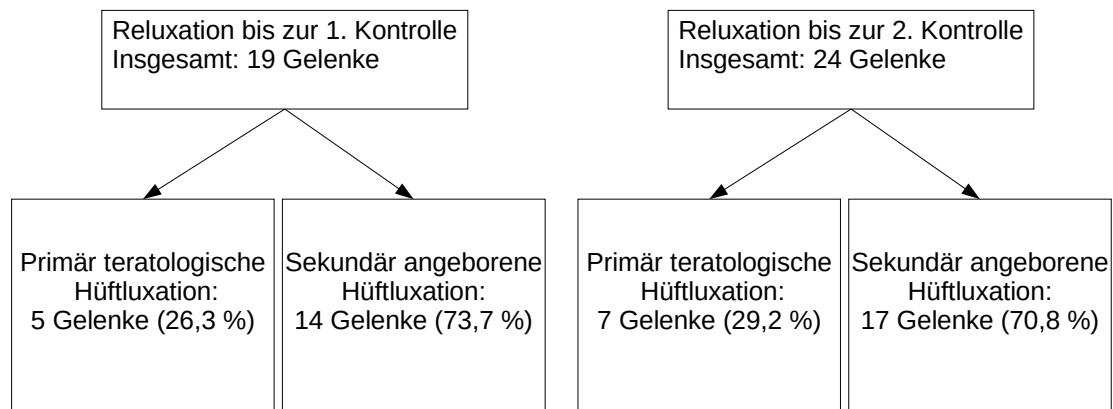 Reluxation bis zur 1. Kontrolle
Insgesamt: 19 Gelenke
Reluxation bis zur 2. Kontrolle
Insgesamt: 24 Gelenke
Primär teratologische
Hüftluxation:
5 Gelenke (26,3 %)
Sekundär angeborene
Hüftluxation:
14 Gelenke (73,7 %)
Primär teratologische
Hüftluxation:
7 Gelenke (29,2 %)
Sekundär angeborene
Hüftluxation:
17 Gelenke (70,8 %)